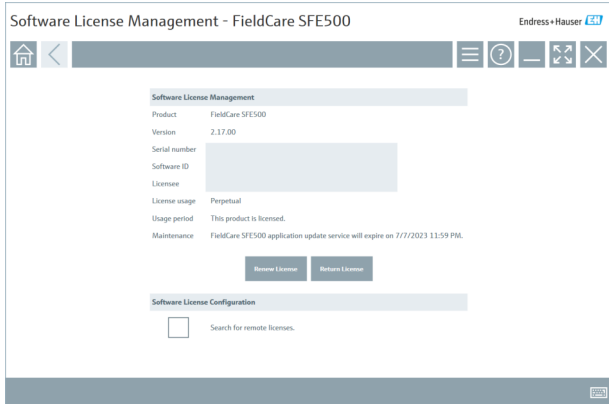 Software License Management - FieldCare SFE500
Endress+Hauser EH
?
Software License Management
Product FieldCare SFE500
Version 2.17.00
Serial number
Software ID
Licensee
License usage Perpetual
Usage period This product is licensed.
Maintenance FieldCare SFE500 application update service will expire on 7/7/2023 11:59 PM.
Renew License Return License
Software License Configuration
Search for remote licenses.